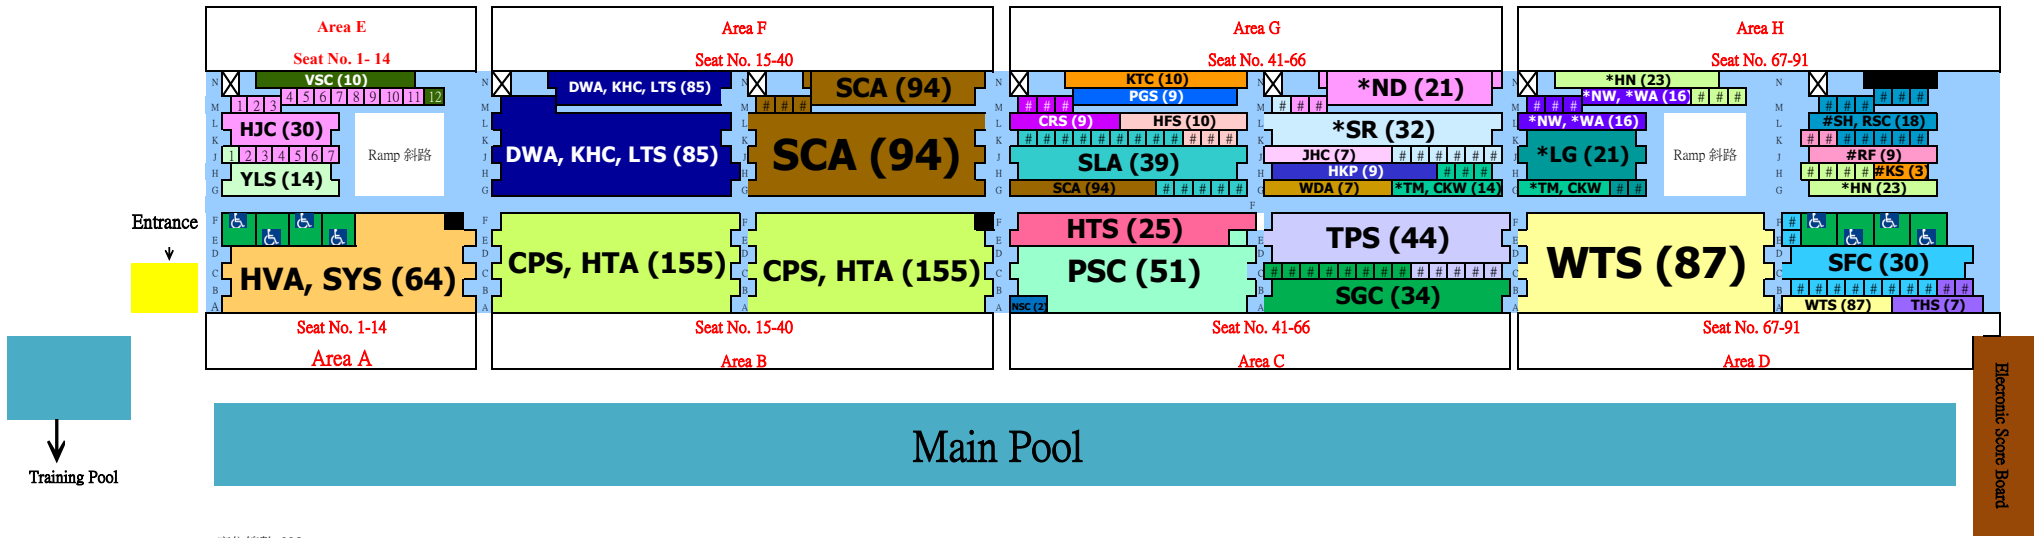 Area E
Area F
Area G
Area H
Seat No. 1- 14
Seat No. 15-40
Seat No. 41-66
Seat No. 67-91
N
VSC (10)
N
DWA, KHC, LTS (85)
N
SCA (94)
N
KTC (10)
N
*ND (21)
N
*HN (23)
N
4 5 6 7 8 9 10 11 12
PGS (9)
*NW, *WA (16) # # #
# # #
M
1 2 3
M
M
# # #
M
# # #
M
# # #
M
# # #
M
# # #
L
HJC (30)
L
DWA, KHC, LTS (85)
L
SCA (94)
L
CRS (9)
HFS (10)
L
*SR (32)
L
*NW, *WA (16)
L
#SH, RSC (18)
K
Ramp 斜路
K
K
K
# # # # # # # # # # # #
K
K
*LG (21)
Ramp 斜路
K
# # # # # # #
J
1 2 3 4 5 6 7
J
J
J
SLA (39)
J
JHC (7)
# # # # # #
J
J
#RF (9)
H
YLS (14)
H
H
H
H
HKP (9)
# # #
H
H
# # # #
#KS (3)
G
G
G
G
SCA (94)
# # # # #
G
WDA (7)
*TM, CKW (14)
G
*TM, CKW
# #
G
*HN (23)
F
Entrance
F
F
F
F
HTS (25)
F
TPS (44)
F
WTS (87)
F
#
E
E
E
E
E
E
E
#
D
HVA, SYS (64)
D
CPS, HTA (155)
D
CPS, HTA (155)
D
PSC (51)
D
D
D
SFC (30)
C
C
C
C
C
# # # # # # # # # # # # #
C
C
B
B
B
B
B
SGC (34)
B
B
# # # # # # # # # #
A
A
A
A
NSC (2)
A
A
A
WTS (87)
THS (7)
Seat No. 1-14
Seat No. 15-40
Seat No. 41-66
Seat No. 67-91
Area A
Area B
Area C
Area D
Elecronic Score Board
Main Pool
Training Pool